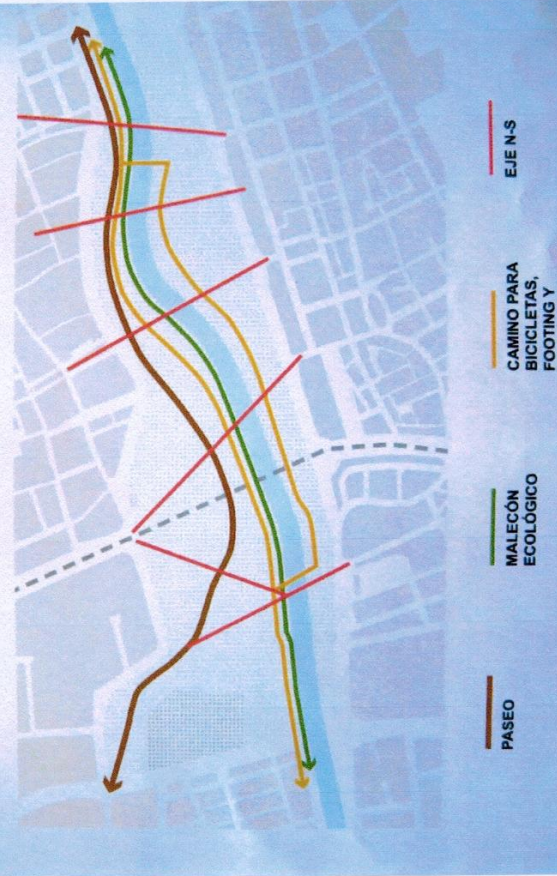 PASEO
MALECÓN
ECOLÓGICO
CAMINO PARA
BICICLETAS,
FOOTING Y
EJE N-S